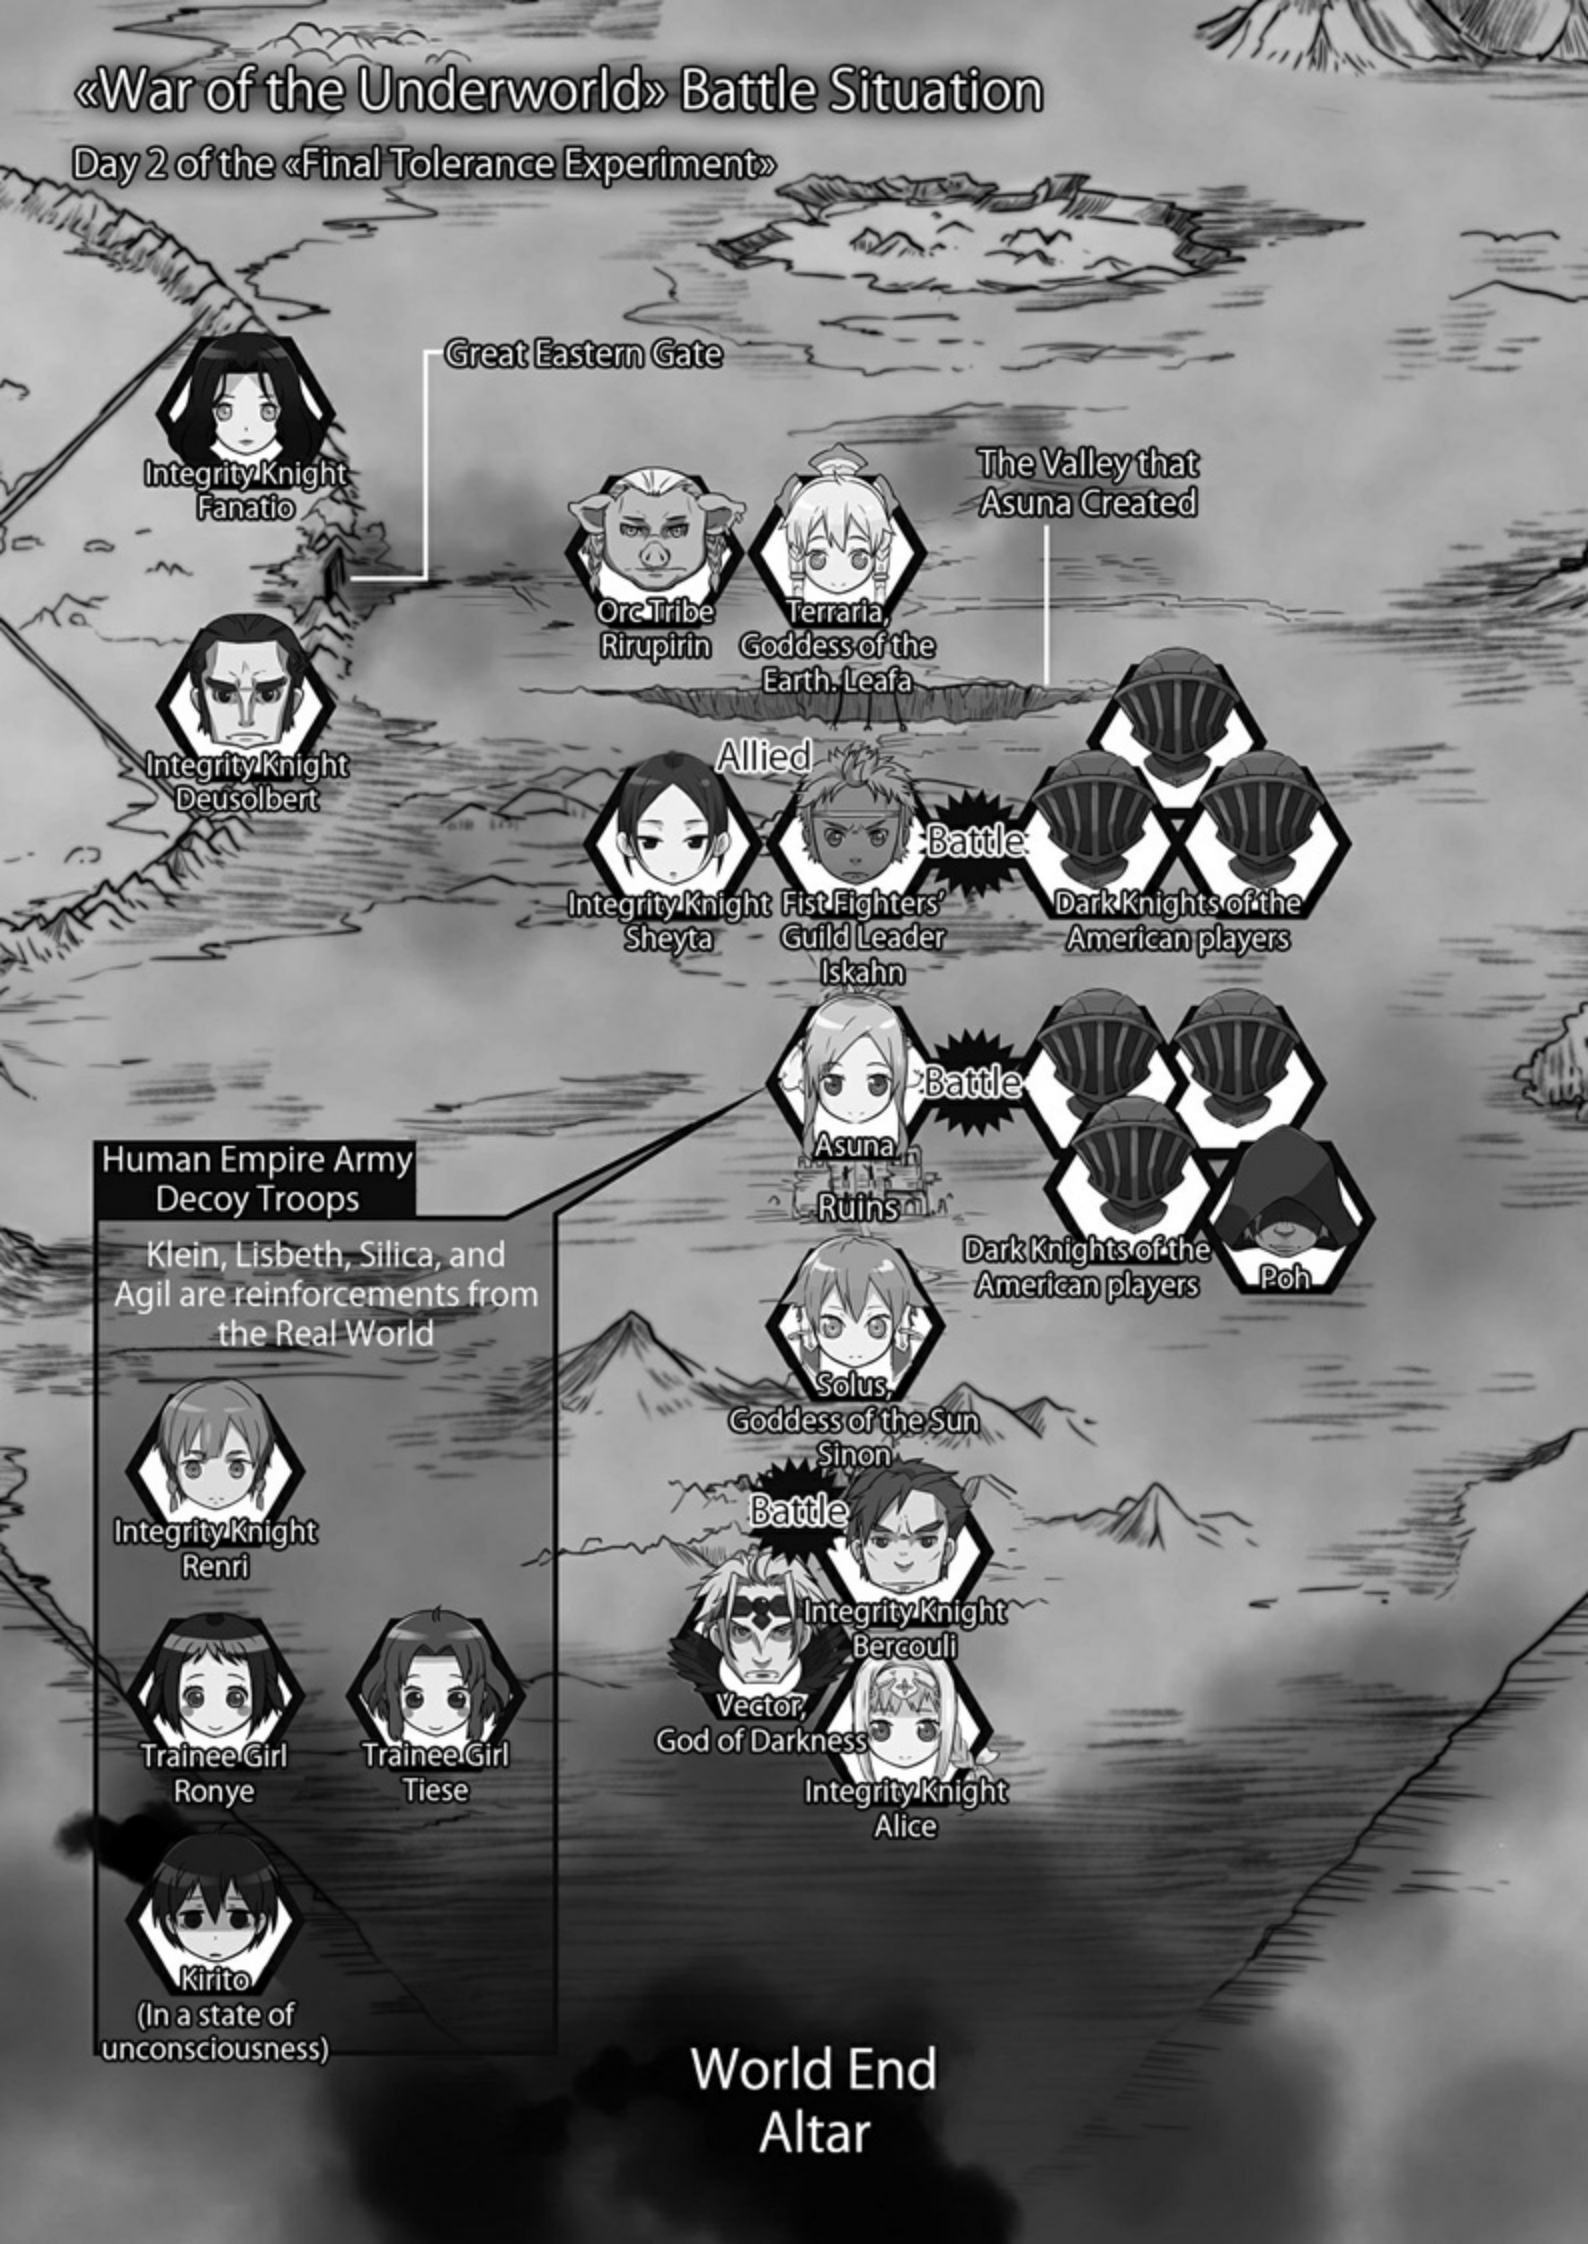 «War of the Underworld» Battle Situation
Day 2 of the «Final Tolerance Experiment»
Great Eastern Gate
Integrity Knight
Fanatio
The Valley that
Asuna Created
Orc Tribe
Rirupirin
Terraria,
Goddess of the
Earth. Leafa
Integrity Knight
Deusolbert
Allied
Battle
Integrity Knight
Sheyta
Fist Fighters'
Guild Leader
Iskahn
Dark Knights of the
American players
Battle
Asuna
Ruins
Human Empire Army
Decoy Troops
Klein, Lisbeth, Silica, and
Agil are reinforcements from
the Real World
Dark Knights of the
American players
Poh
Solus,
Goddess of the Sun
Sinon
Battle
Integrity Knight
Renri
Integrity Knight
Bercouli
Vector,
God of Darkness
Trainee Girl
Ronye
Trainee Girl
Tiese
Integrity Knight
Alice
Kirito
(In a state of
unconsciousness)
World End
Altar